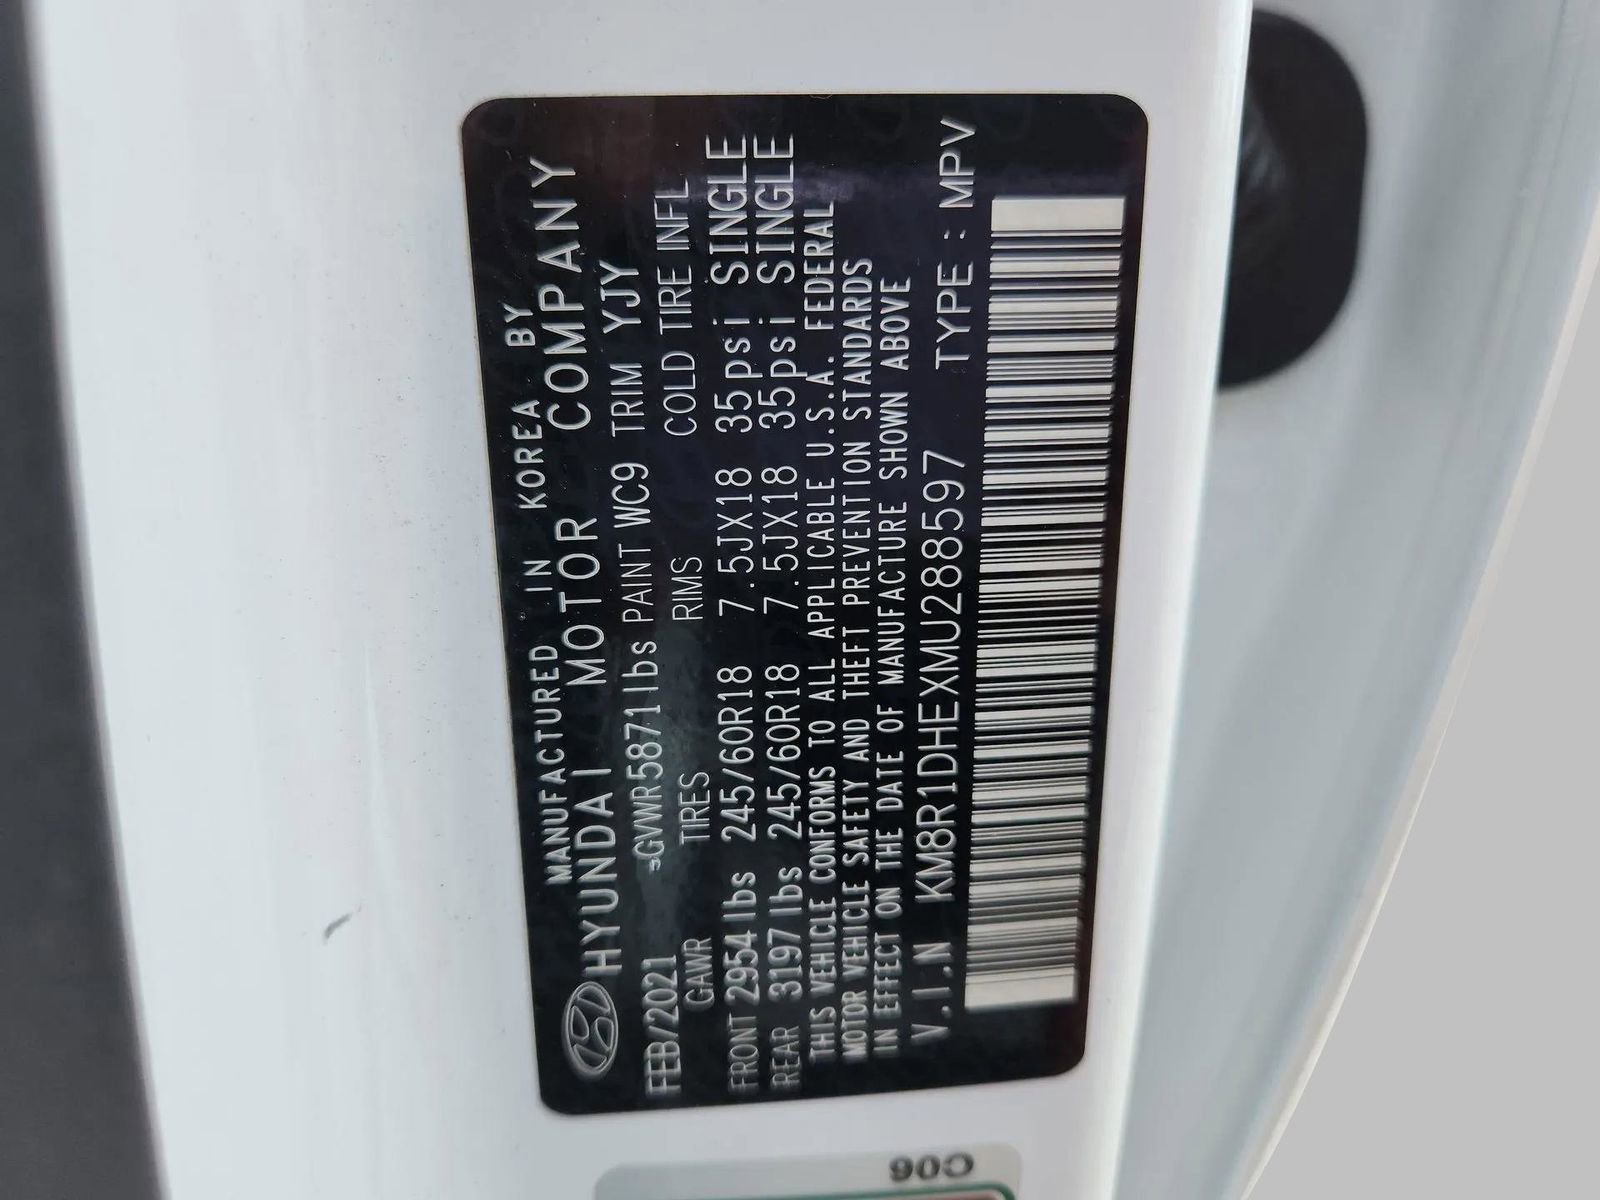 MANUFACTURED IN KOREA BY
HYUNDAI MOTOR COMPANY
FEB/2021 GVWR5871lbs PAINT WC9 TRIM YJY
GAWR TIRES RIMS COLD TIRE INFL
FRONT 2954lbs 245/60R18 7.5JX18 35psi SINGLE
REAR 3197lbs 245/60R18 7.5JX18 35psi SINGLE
THIS VEHICLE CONFORMS TO ALL APPLICABLE U.S.A. FEDERAL
MOTOR VEHICLE SAFETY AND THEFT PREVENTION STANDARDS
IN EFFECT ON THE DATE OF MANUFACTURE SHOWN ABOVE
V.I.N KM8R1DHEXMU288597 TYPE : MPV
C06